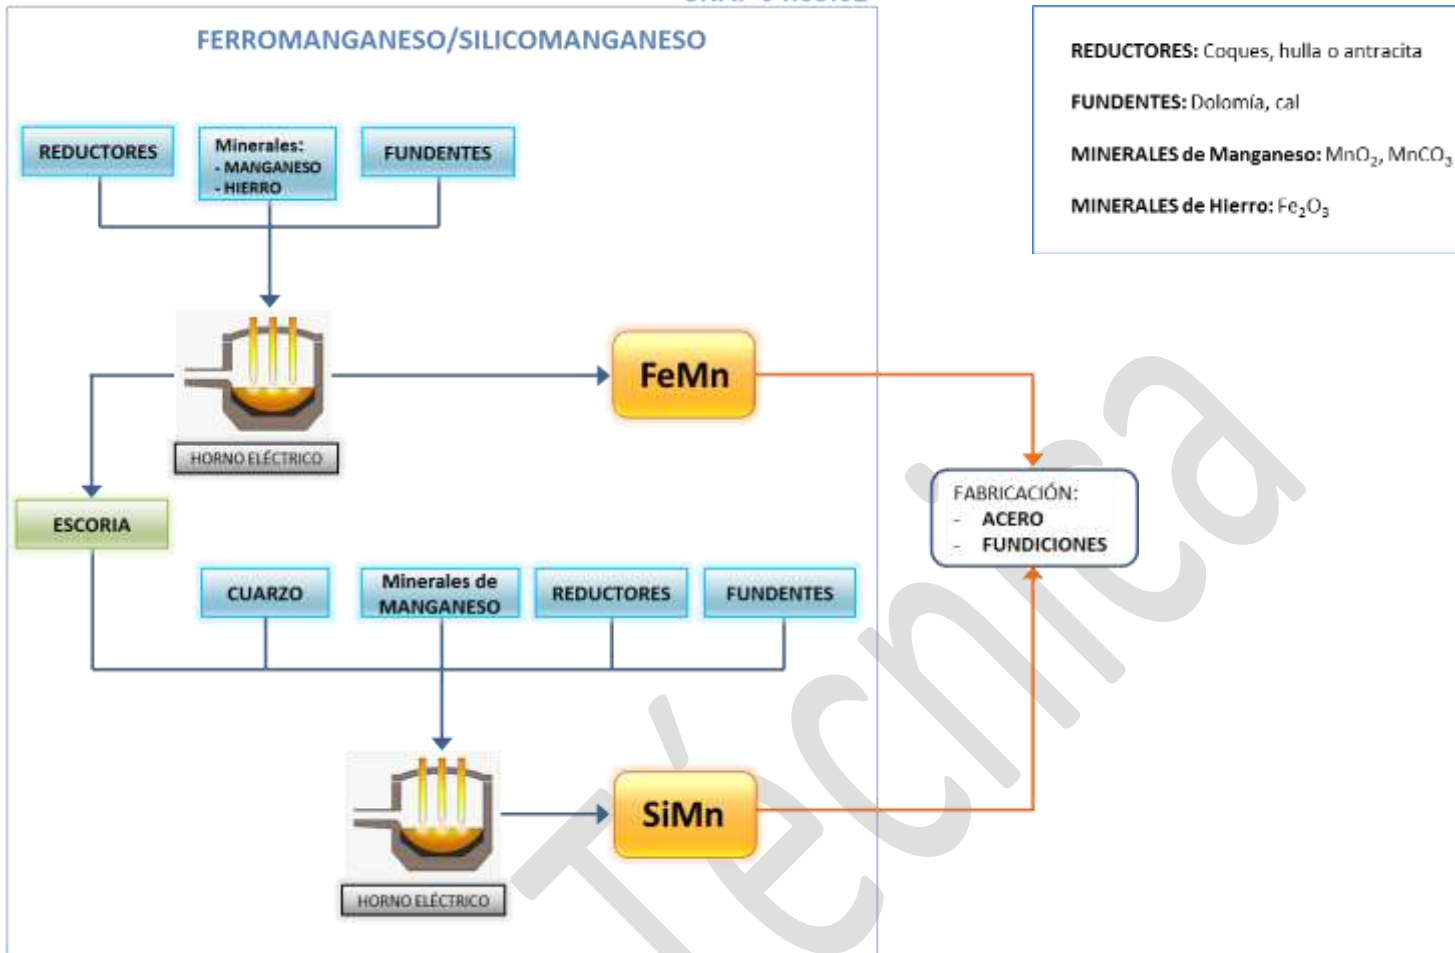 FERROMANGANESO/SILICOMANGANESO
REDUCTORES
Minerales:
- MANGANESO
- HIERRO
FUNDENTES
REDUCTORES: Coques, hulla o antracita
FUNDENTES: Dolomía, cal
MINERALES de Manganeso: MnO₂, MnCO₃
MINERALES de Hierro: Fe₂O₃
HORNO ELÉCTRICO
FeMn
ESCORIA
FABRICACIÓN:
- ACERO
- FUNDICIONES
CUARZO
Minerales de
MANGANESO
REDUCTORES
FUNDENTES
HORNO ELÉCTRICO
SiMn
Técnica